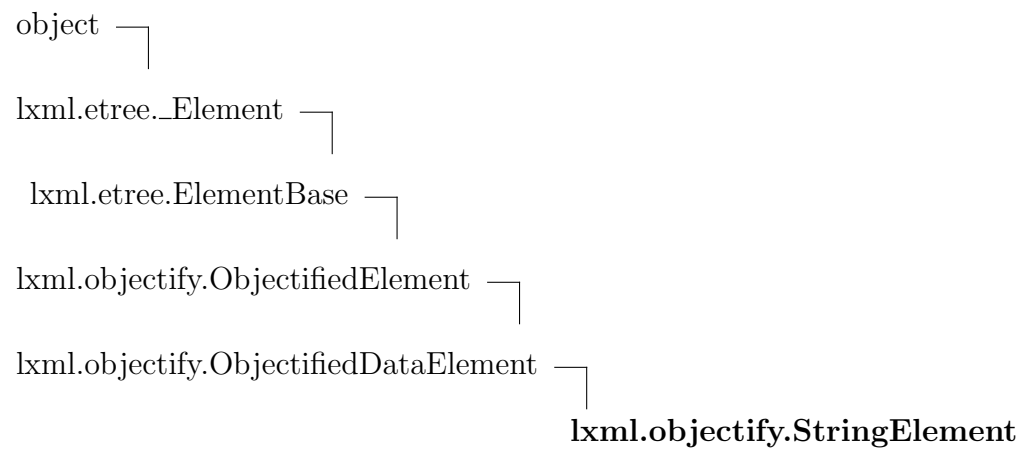 object
lxml.etree._Element
lxml.etree.ElementBase
lxml.objectify.ObjectifiedElement
lxml.objectify.ObjectifiedDataElement
lxml.objectify.StringElement